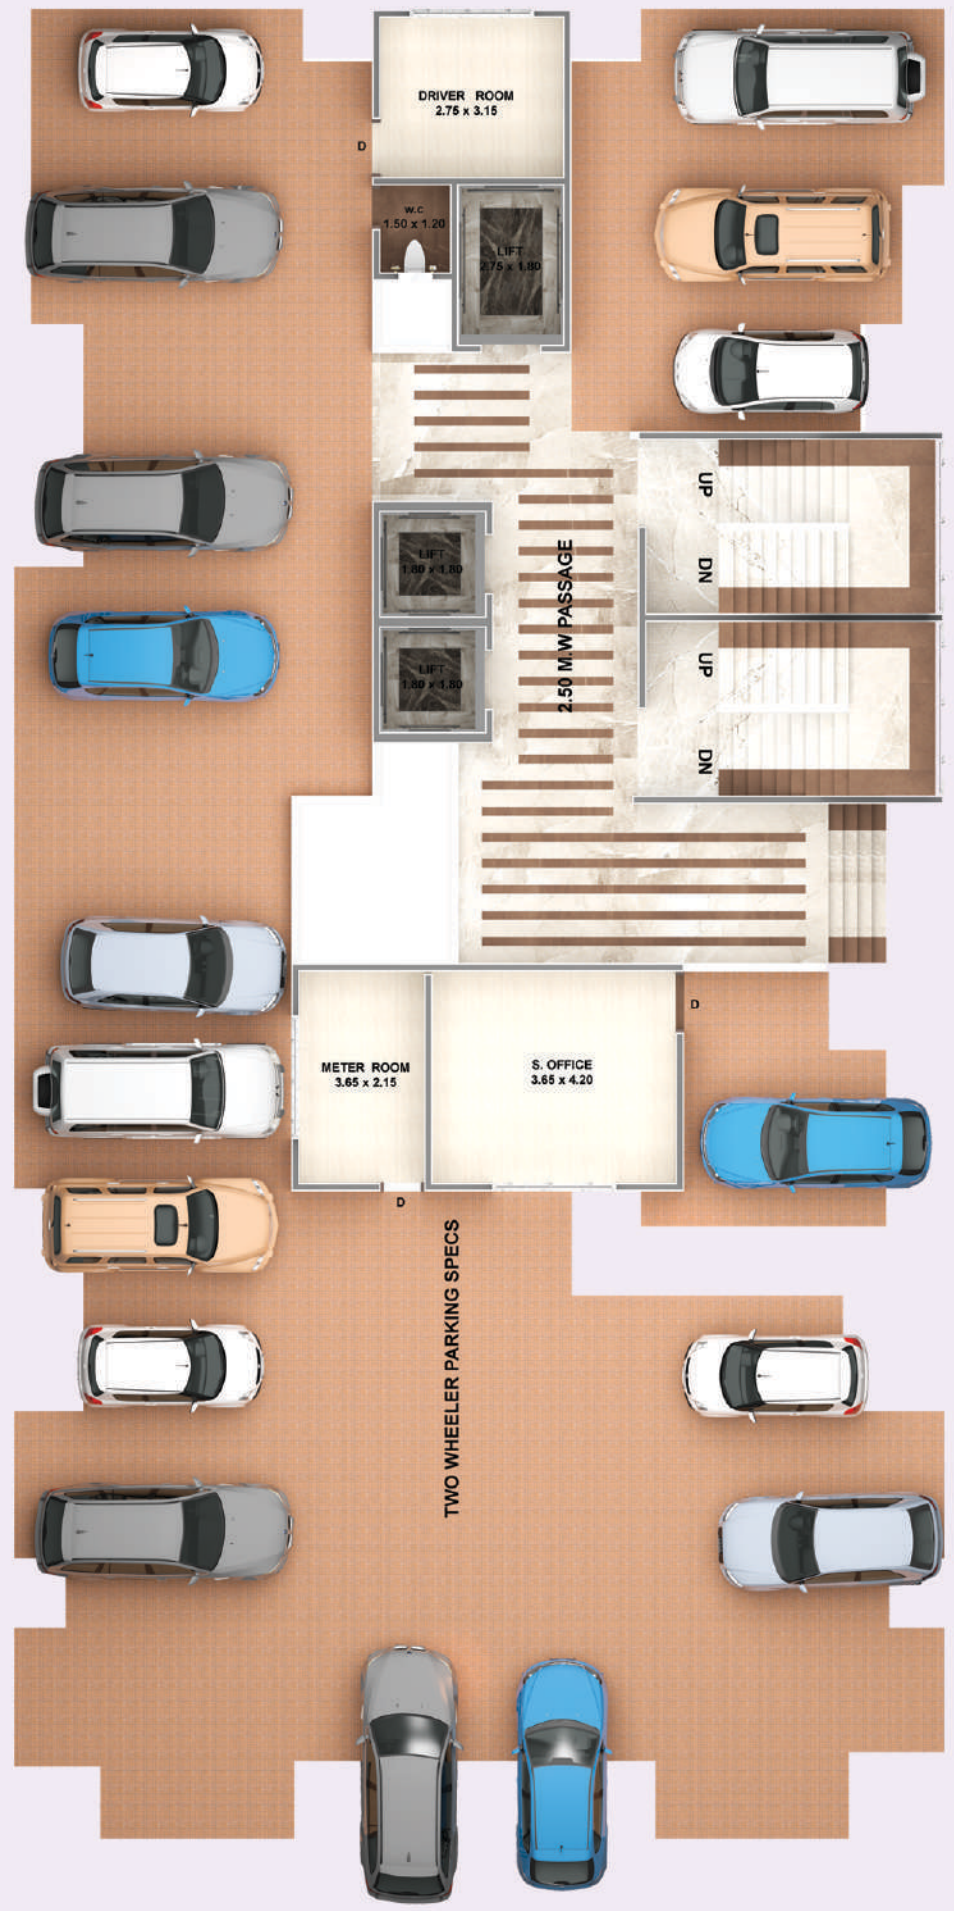 DRIVER ROOM
2.75 x 3.15
D
W.C
1.50 x 1.20
LIFT
2.75 x 1.80
UP
DN
LIFT
1.80 x 1.80
2.50 M.W PASSAGE
LIFT
1.80 x 1.80
UP
DN
D
METER ROOM
3.65 x 2.15
S. OFFICE
3.65 x 4.20
D
TWO WHEELER PARKING SPECS